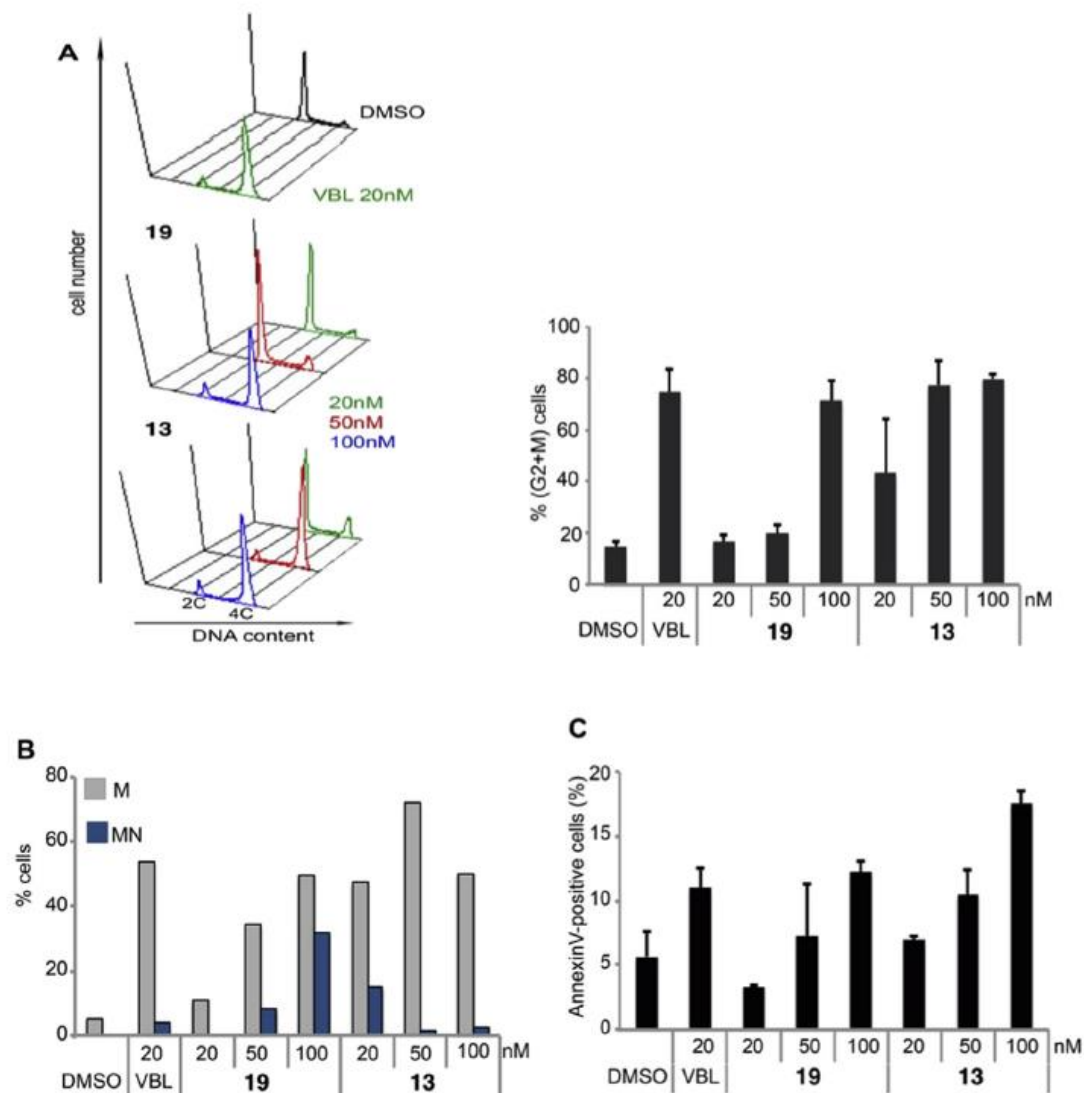 A
cell number
DMSO
VBL 20nM
19
20nM
50nM
100nM
13
2C 4C
DNA content
% (G2+M) cells
100
80
60
40
20
0
20 20 50 100 20 50 100 nM
DMSO VBL 19 13
B
% cells
80
60
40
20
0
M
MN
20 20 50 100 20 50 100 nM
DMSO VBL 19 13
C
AnnexinV-positive cells (%)
20
15
10
5
0
20 20 50 100 20 50 100 nM
DMSO VBL 19 13